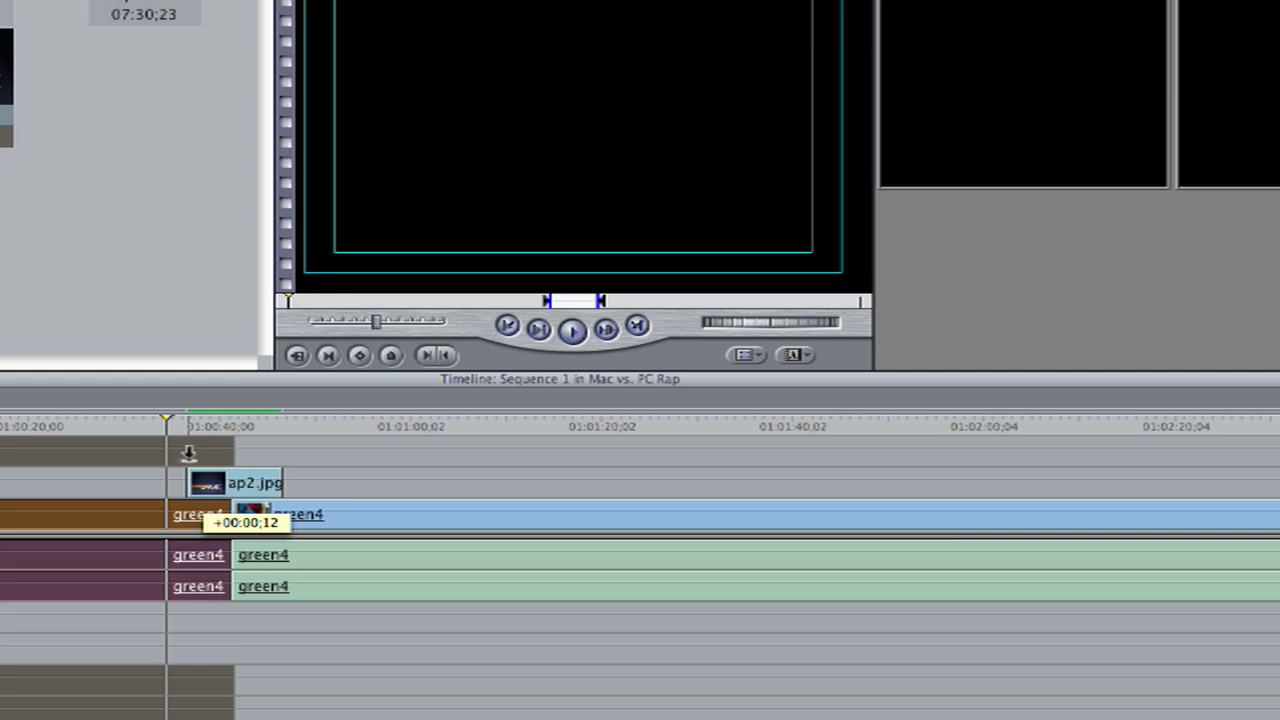 07:30;23
Timeline: Sequence 1 in Mac vs. PC Rap
01:00:20;00 01:00:40;00 01:01:00;02 01:01:20;02 01:01:40;02 01:02:00;04 01:02:20;04
ap2.jpg
green4
+00:00;12
green4 green4
green4 green4